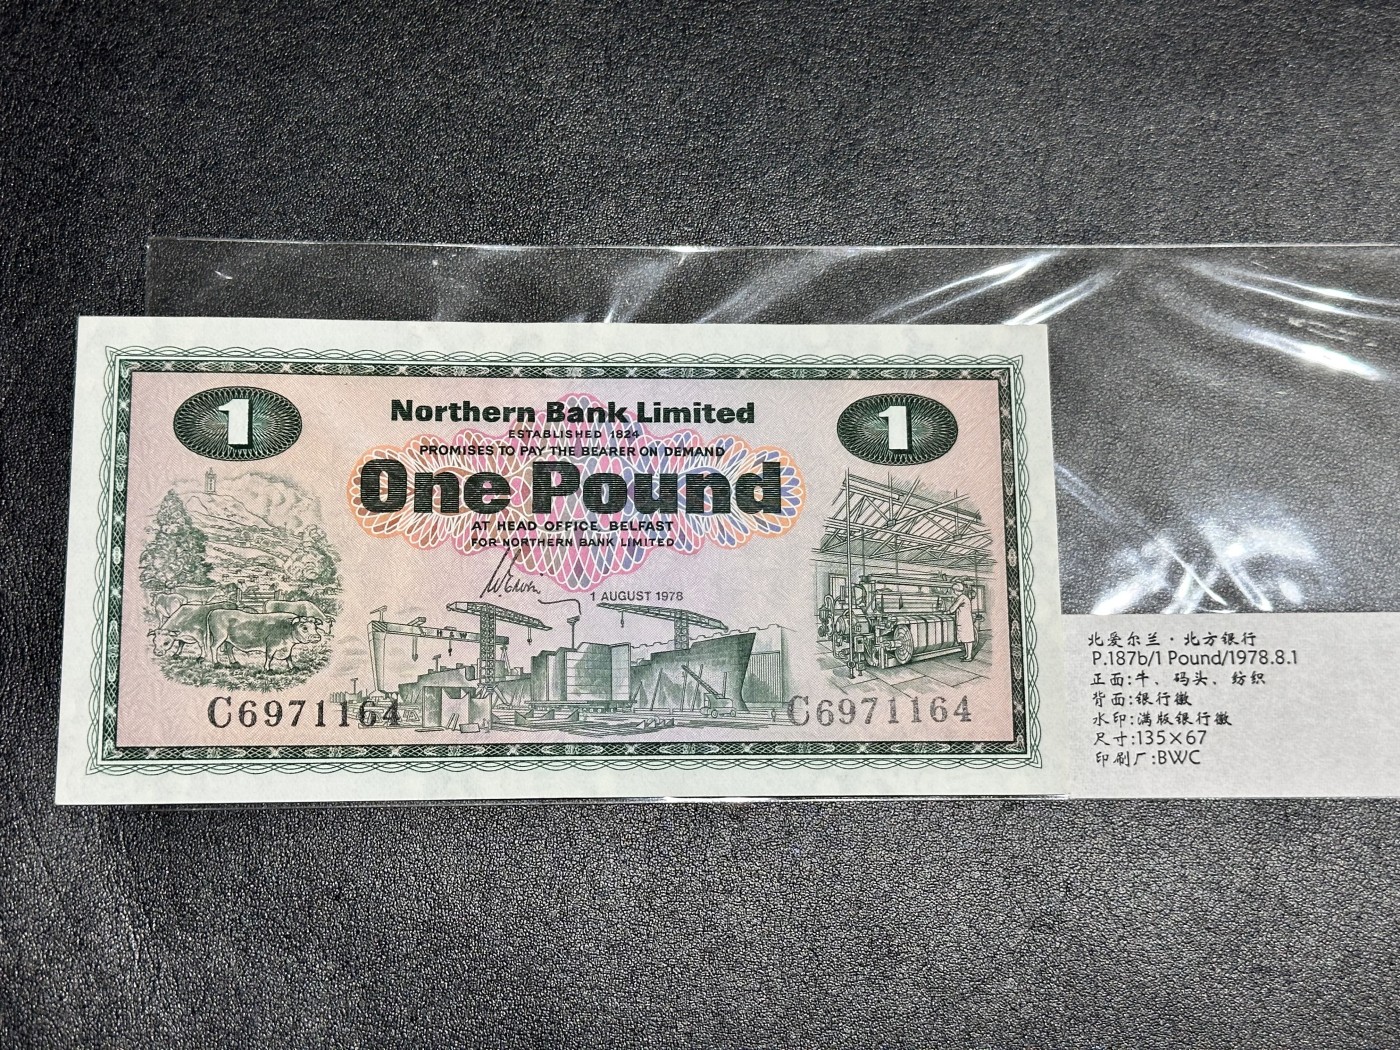 1
1
Northern Bank Limited
ESTABLISHED 1824
PROMISES TO PAY THE BEARER ON DEMAND
One Pound
AT HEAD OFFICE, BELFAST
FOR NORTHERN BANK LIMITED
1 AUGUST 1978
H&W
C6971164
C6971164
北爱尔兰·北方银行
P.187b/1 Pound/1978.8.1
正面:牛、码头、纺织
背面:银行徽
水印:满版银行徽
尺寸:135×67
印刷厂:BWC